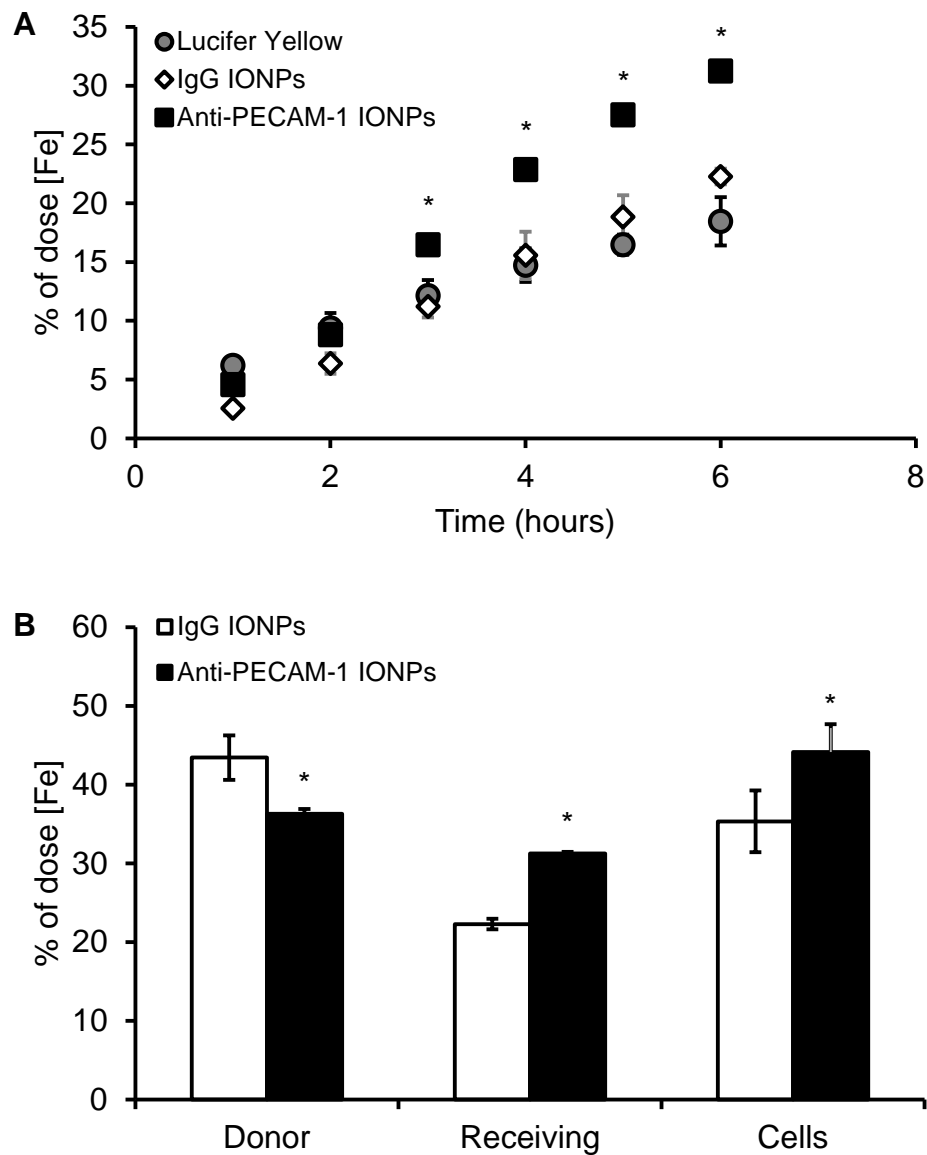 A
35
30
25
20
15
10
5
0
% of dose [Fe]
Lucifer Yellow
IgG IONPs
Anti-PECAM-1 IONPs
* * * *
0 2 4 6 8
Time (hours)
B
60
50
40
30
20
10
0
% of dose [Fe]
IgG IONPs
Anti-PECAM-1 IONPs
* * *
Donor Receiving Cells